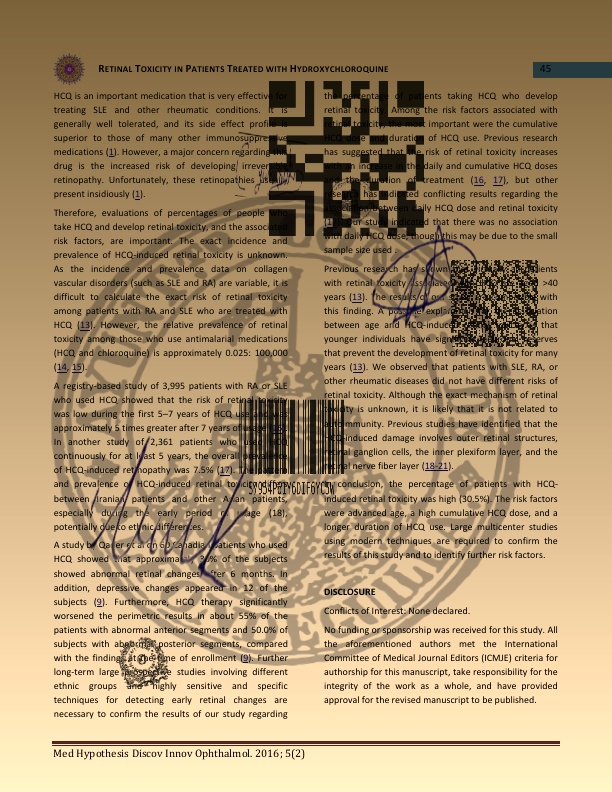 RETINAL TOXICITY IN PATIENTS TREATED WITH HYDROXYCHLOROQUINE
45
HCQ is an important medication that is very effective for
treating SLE and other rheumatic conditions. It is
generally well tolerated, and its side effect profile is
superior to those of many other immunosuppressive
medications (1). However, a major concern regarding this
drug is the increased risk of developing irreversible
retinopathy. Unfortunately, these retinopathies usually
present insidiously (1).
Therefore, evaluations of percentages of people who
take HCQ and develop retinal toxicity, and the associated
risk factors, are important. The exact incidence and
prevalence of HCQ-induced retinal toxicity is unknown.
As the incidence and prevalence data on collagen
vascular disorders (such as SLE and RA) are variable, it is
difficult to calculate the exact risk of retinal toxicity
among patients with RA and SLE who are treated with
HCQ (13). However, the relative prevalence of retinal
toxicity among those who use antimalarial medications
(HCQ and chloroquine) is approximately 0.025: 100,000
(14, 15).
A registry-based study of 3,995 patients with RA or SLE
who used HCQ showed that the risk of retinal toxicity
was low during the first 5–7 years of HCQ use and was
approximately 5 times greater after 7 years of usage
In another study of 2,361 patients who used HCQ
continuously for at least 5 years, the overall prevalence
of HCQ-induced retinopathy was 7.5% (17). The pattern
and prevalence of HCQ-induced retinal toxicity differ
between Iranian patients and other Asian patients,
especially during the early period of usage (18),
potentially due to ethnic differences.
A study by Qaser et al on 60 Canadian patients who used
HCQ showed that approximately 36% of the subjects
showed abnormal retinal changes after 6 months. In
addition, depressive changes appeared in 12 of the
subjects (9). Furthermore, HCQ therapy significantly
worsened the perimetric results in about 55% of the
patients with abnormal anterior segments and 50.0% of
subjects with abnormal posterior segments, compared
with the findings at the time of enrollment (9). Further
long-term large prospective studies involving different
ethnic groups and highly sensitive and specific
techniques for detecting early retinal changes are
necessary to confirm the results of our study regarding
the percentage of patients taking HCQ who develop
retinal toxicity. Among the risk factors associated with
retinal toxicity, the most important were the cumulative
HCQ dose and duration of HCQ use. Previous research
has suggested that the risk of retinal toxicity increases
with an increase in the daily and cumulative HCQ doses
and the duration of treatment (16, 17), but other
research has indicated conflicting results regarding the
association between daily HCQ dose and retinal toxicity
Our study indicated that there was no association
with daily HCQ dose, though this may be due to the small
sample size used .
Previous research has shown that patients
with retinal toxicity associated >40
years (13). The results of our with
this finding. A possible explanation
between age and HCQ-induced that
younger individuals have significant reserves
that prevent the development of retinal toxicity for many
years (13). We observed that patients with SLE, RA, or
other rheumatic diseases did not have different risks of
retinal toxicity. Although the exact mechanism of retinal
toxicity is unknown, it is likely that it is not related to
autoimmunity. Previous studies have identified that the
HCQ-induced damage involves outer retinal structures,
retinal ganglion cells, the inner plexiform layer, and the
retinal nerve fiber layer (18-21).
In conclusion, the percentage of patients with HCQ-
induced retinal toxicity was high (30.5%). The risk factors
were advanced age, a high cumulative HCQ dose, and a
longer duration of HCQ use. Large multicenter studies
using modern techniques are required to confirm the
results of this study and to identify further risk factors.
DISCLOSURE
Conflicts of Interest: None declared.
No funding or sponsorship was received for this study. All
the aforementioned authors met the International
Committee of Medical Journal Editors (ICMJE) criteria for
authorship for this manuscript, take responsibility for the
integrity of the work as a whole, and have provided
approval for the revised manuscript to be published.
Med Hypothesis Discov Innov Ophthalmol. 2016; 5(2)